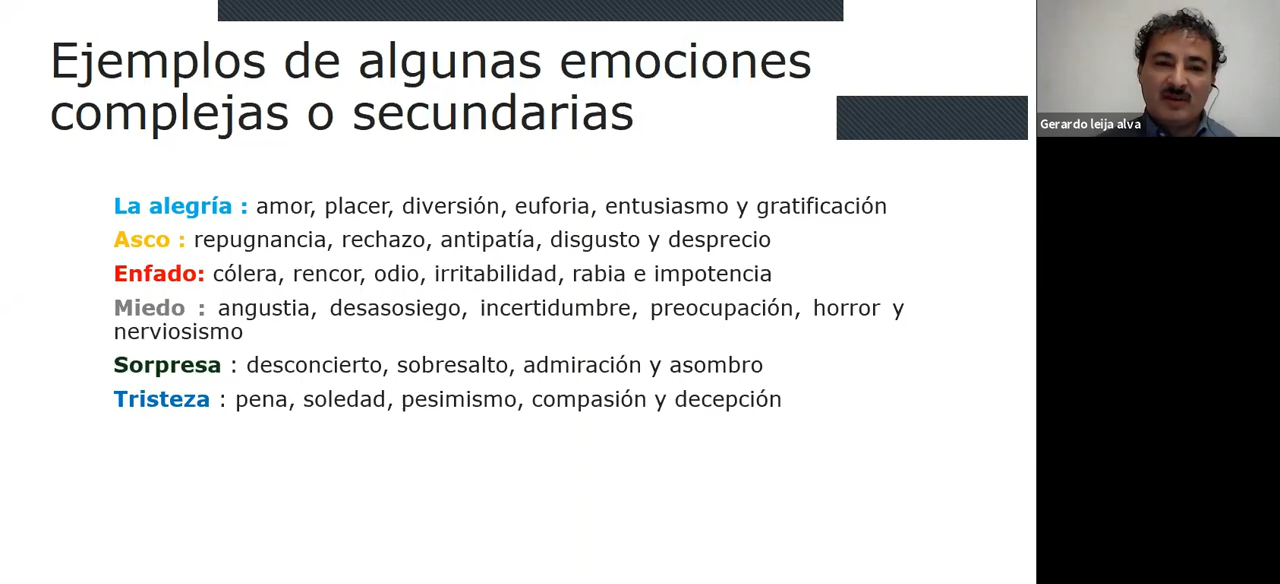 Ejemplos de algunas emociones
complejas o secundarias
Gerardo leija alva
La alegría : amor, placer, diversión, euforia, entusiasmo y gratificación
Asco : repugnancia, rechazo, antipatía, disgusto y desprecio
Enfado: cólera, rencor, odio, irritabilidad, rabia e impotencia
Miedo : angustia, desasosiego, incertidumbre, preocupación, horror y
nerviosismo
Sorpresa : desconcierto, sobresalto, admiración y asombro
Tristeza : pena, soledad, pesimismo, compasión y decepción